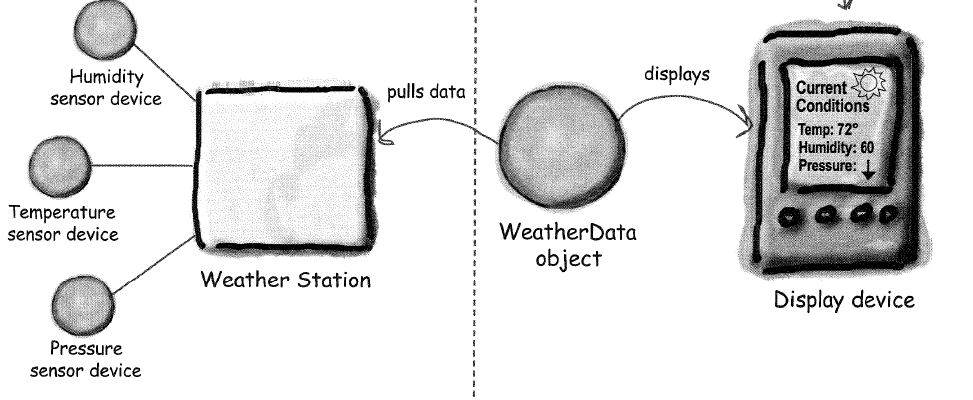 Humidity
sensor device
Temperature
sensor device
Pressure
sensor device
Weather Station
pulls data
WeatherData
object
displays
Current
Conditions
Temp: 72°
Humidity: 60
Pressure:
Display device